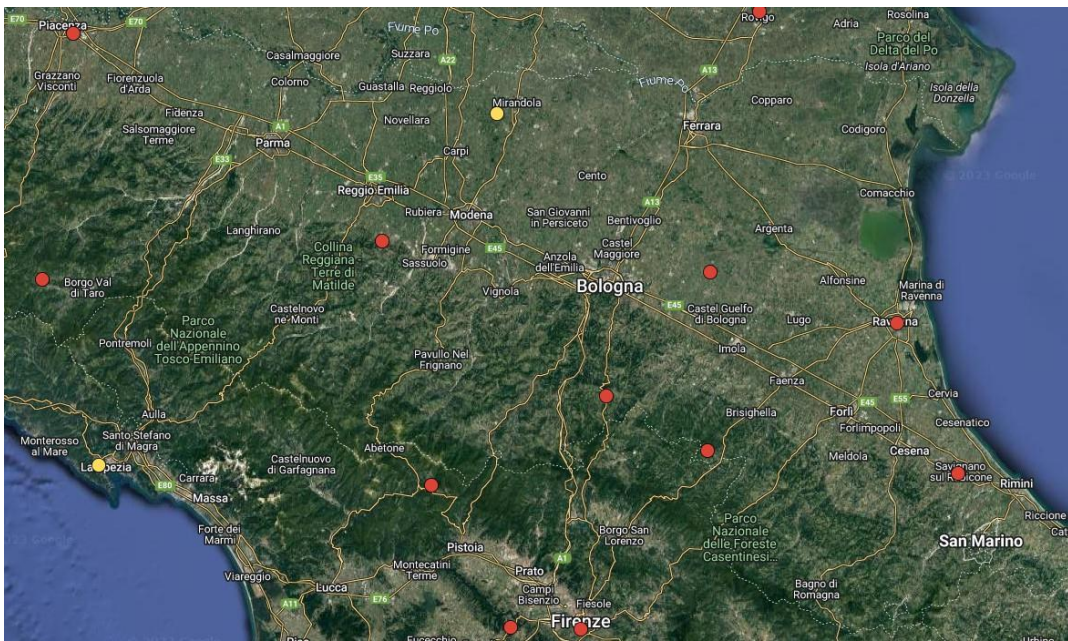 E70
Piacenza
E70
Fiume Po
Rovigo
Adria
Rosolina
Parco del
Delta del Po
Isola d'Ariano
Isola della
Donzella
Casalmaggiore
Suzzara
A22
A13
Grazzano
Visconti
Fiorenzuola
d'Arda
Colorno
Guastalla
Reggiolo
Mirandola
Fiume Po
Copparo
Fidenza
Novellara
Salsomaggiore
Terme
A1
Parma
Ferrara
Codigoro
E33
Carpi
Cento
©2023 Google
E35
Reggio Emilia
A13
Comacchio
Rubiera
Modena
San Giovanni
in Persiceto
Bentivoglio
Argenta
Langhirano
Collina
Reggiana -
Terre di
Matilde
Formigine
Sassuolo
E45
Anzola
dell'Emilia
Castel
Maggiore
Borgo Val
di Taro
Vignola
Bologna
Alfonsine
Marina di
Ravenna
Castelnovo
ne' Monti
E45
Castel Guelfo
di Bologna
Lugo
Ravenna
Parco
Nazionale
dell'Appennino
Tosco-Emiliano
Pontremoli
Pavullo Nel
Frignano
Imola
Faenza
Cervia
E45
E55
Aulla
Brisighella
Forlì
Forlimpopoli
Cesenatico
Monterosso
al Mare
Santo Stefano
di Magra
Abetone
Meldola
Cesena
La Spezia
Castelnuovo
di Garfagnana
Savignano
sul Rubicone
Carrara
E80
Massa
Rimini
Riccione
Forte dei
Marmi
Borgo San
Lorenzo
Parco
Nazionale
delle Foreste
Casentinesi...
San Marino
Pistoia
A1
Viareggio
Lucca
Montecatini
Terme
Prato
Campi
Bisenzio
Fiesole
Bagno di
Romagna
A11
E76
Firenze
Fucecchio
Urbino